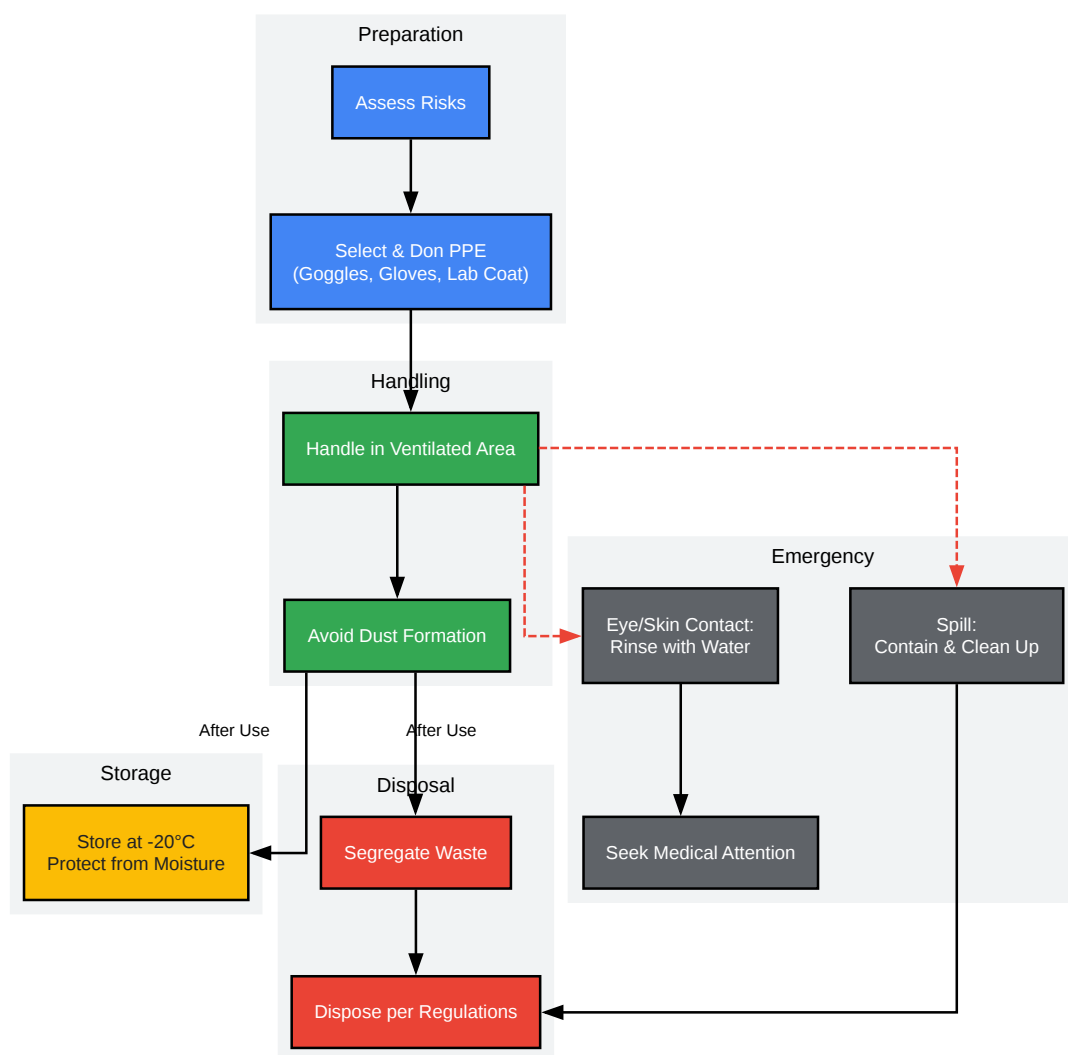 Preparation
Assess Risks
Select & Don PPE
(Goggles, Gloves, Lab Coat)
Handling
Handle in Ventilated Area
Avoid Dust Formation
Emergency
Eye/Skin Contact:
Rinse with Water
Spill:
Contain & Clean Up
Seek Medical Attention
After Use
After Use
Storage
Store at -20°C
Protect from Moisture
Disposal
Segregate Waste
Dispose per Regulations